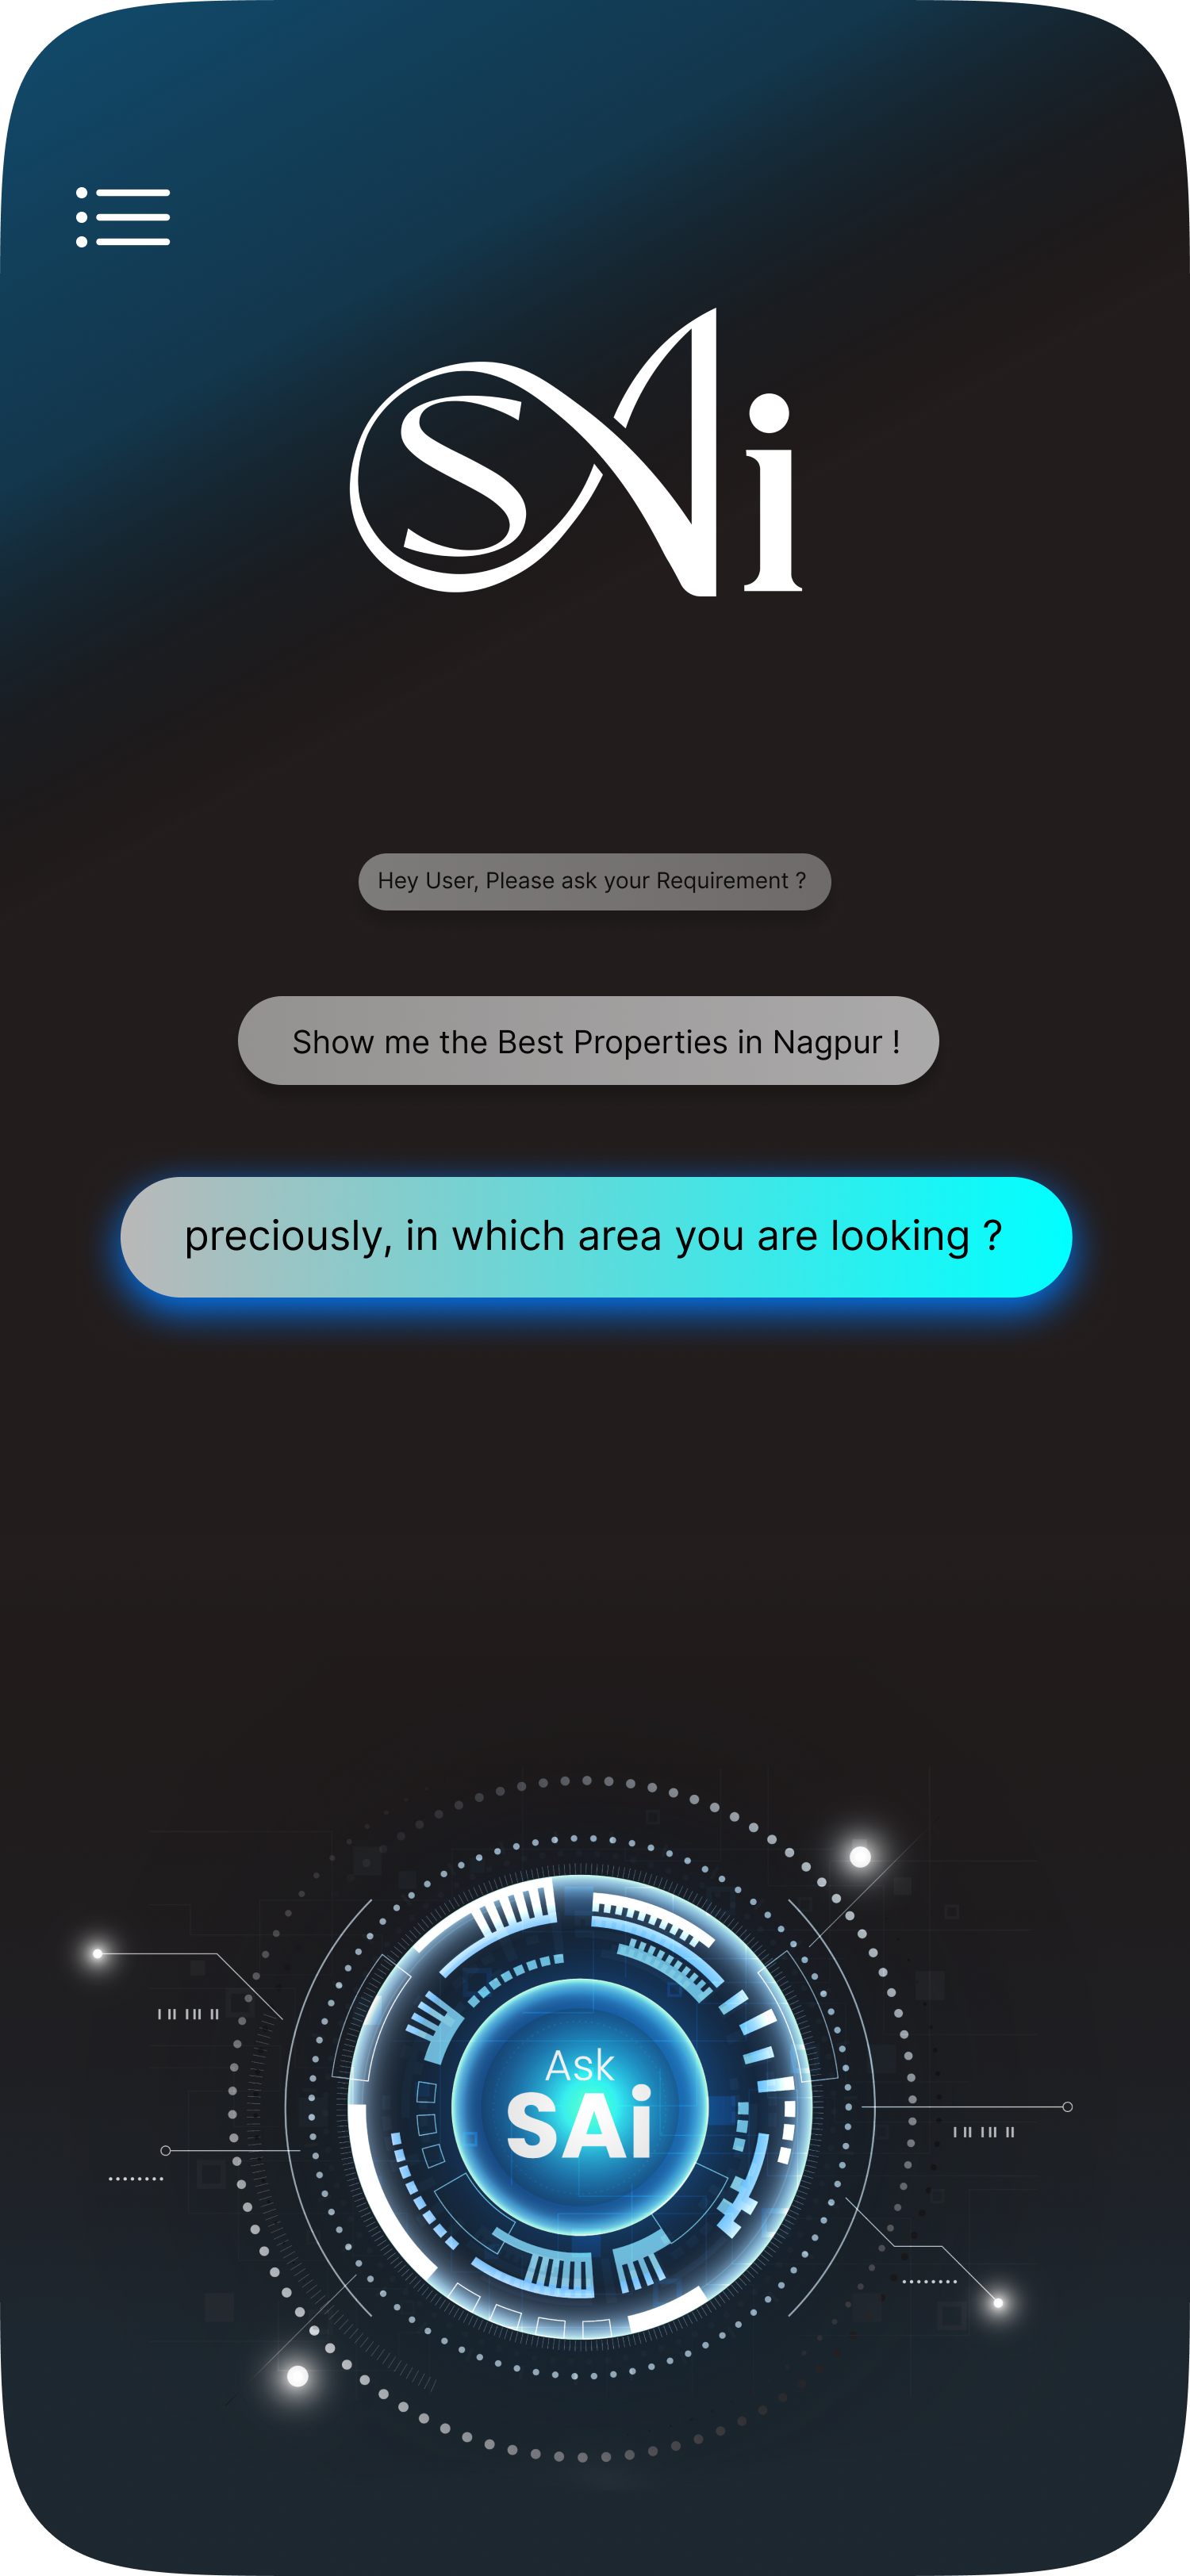 SAi
Hey User, Please ask your Requirement ?
Show me the Best Properties in Nagpur !
preciously, in which area you are looking ?
Ask
SAi